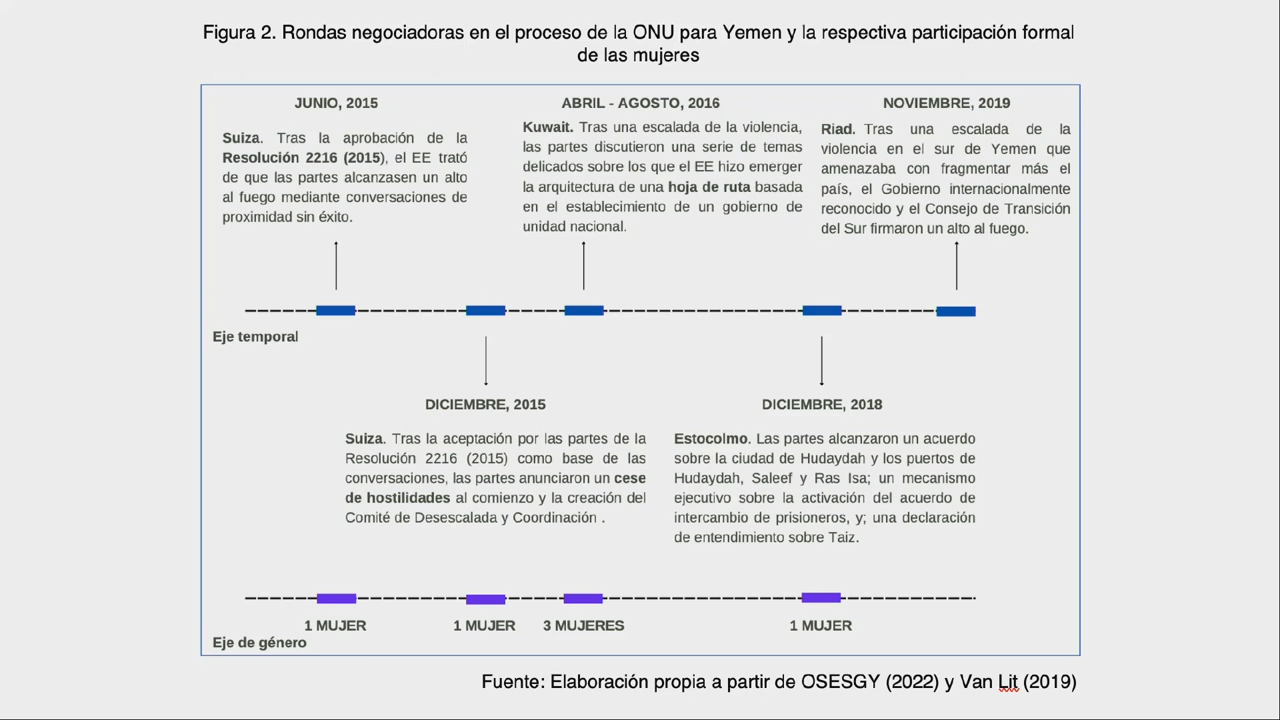 Figura 2. Rondas negociadoras en el proceso de la ONU para Yemen y la respectiva participación formal
de las mujeres
JUNIO, 2015
Suiza. Tras la aprobación de la
Resolución 2216 (2015), el EE trató
de que las partes alcanzasen un alto
al fuego mediante conversaciones de
proximidad sin éxito.
ABRIL - AGOSTO, 2016
Kuwait. Tras una escalada de la violencia,
las partes discutieron una serie de temas
delicados sobre los que el EE hizo emerger
la arquitectura de una hoja de ruta basada
en el establecimiento de un gobierno de
unidad nacional.
NOVIEMBRE, 2019
Riad. Tras una escalada de la
violencia en el sur de Yemen que
amenazaba con fragmentar más el
país, el Gobierno internacionalmente
reconocido y el Consejo de Transición
del Sur firmaron un alto al fuego.
Eje temporal
DICIEMBRE, 2015
Suiza. Tras la aceptación por las partes de la
Resolución 2216 (2015) como base de las
conversaciones, las partes anunciaron un cese
de hostilidades al comienzo y la creación del
Comité de Desescalada y Coordinación .
DICIEMBRE, 2018
Estocolmo. Las partes alcanzaron un acuerdo
sobre la ciudad de Hudaydah y los puertos de
Hudaydah, Saleef y Ras Isa; un mecanismo
ejecutivo sobre la activación del acuerdo de
intercambio de prisioneros, y; una declaración
de entendimiento sobre Taiz.
1 MUJER
1 MUJER
3 MUJERES
1 MUJER
Eje de género
Fuente: Elaboración propia a partir de OSESGY (2022) y Van Lit (2019)